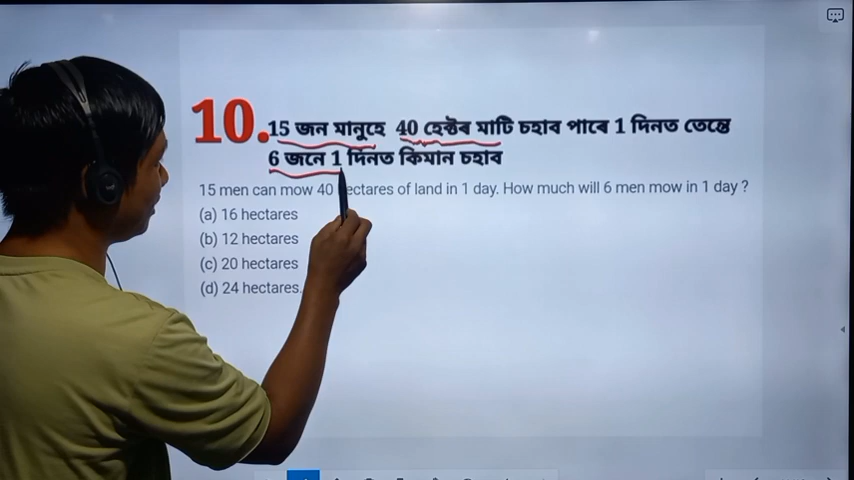 10. 15 জন মানুহে 40 হেক্টৰ মাটি চহাব পাৰে 1 দিনত তেন্তে
6 জনে 1 দিনত কিমান চহাব
15 men can mow 40 hectares of land in 1 day. How much will 6 men mow in 1 day ?
(a) 16 hectares
(b) 12 hectares
(c) 20 hectares
(d) 24 hectares.